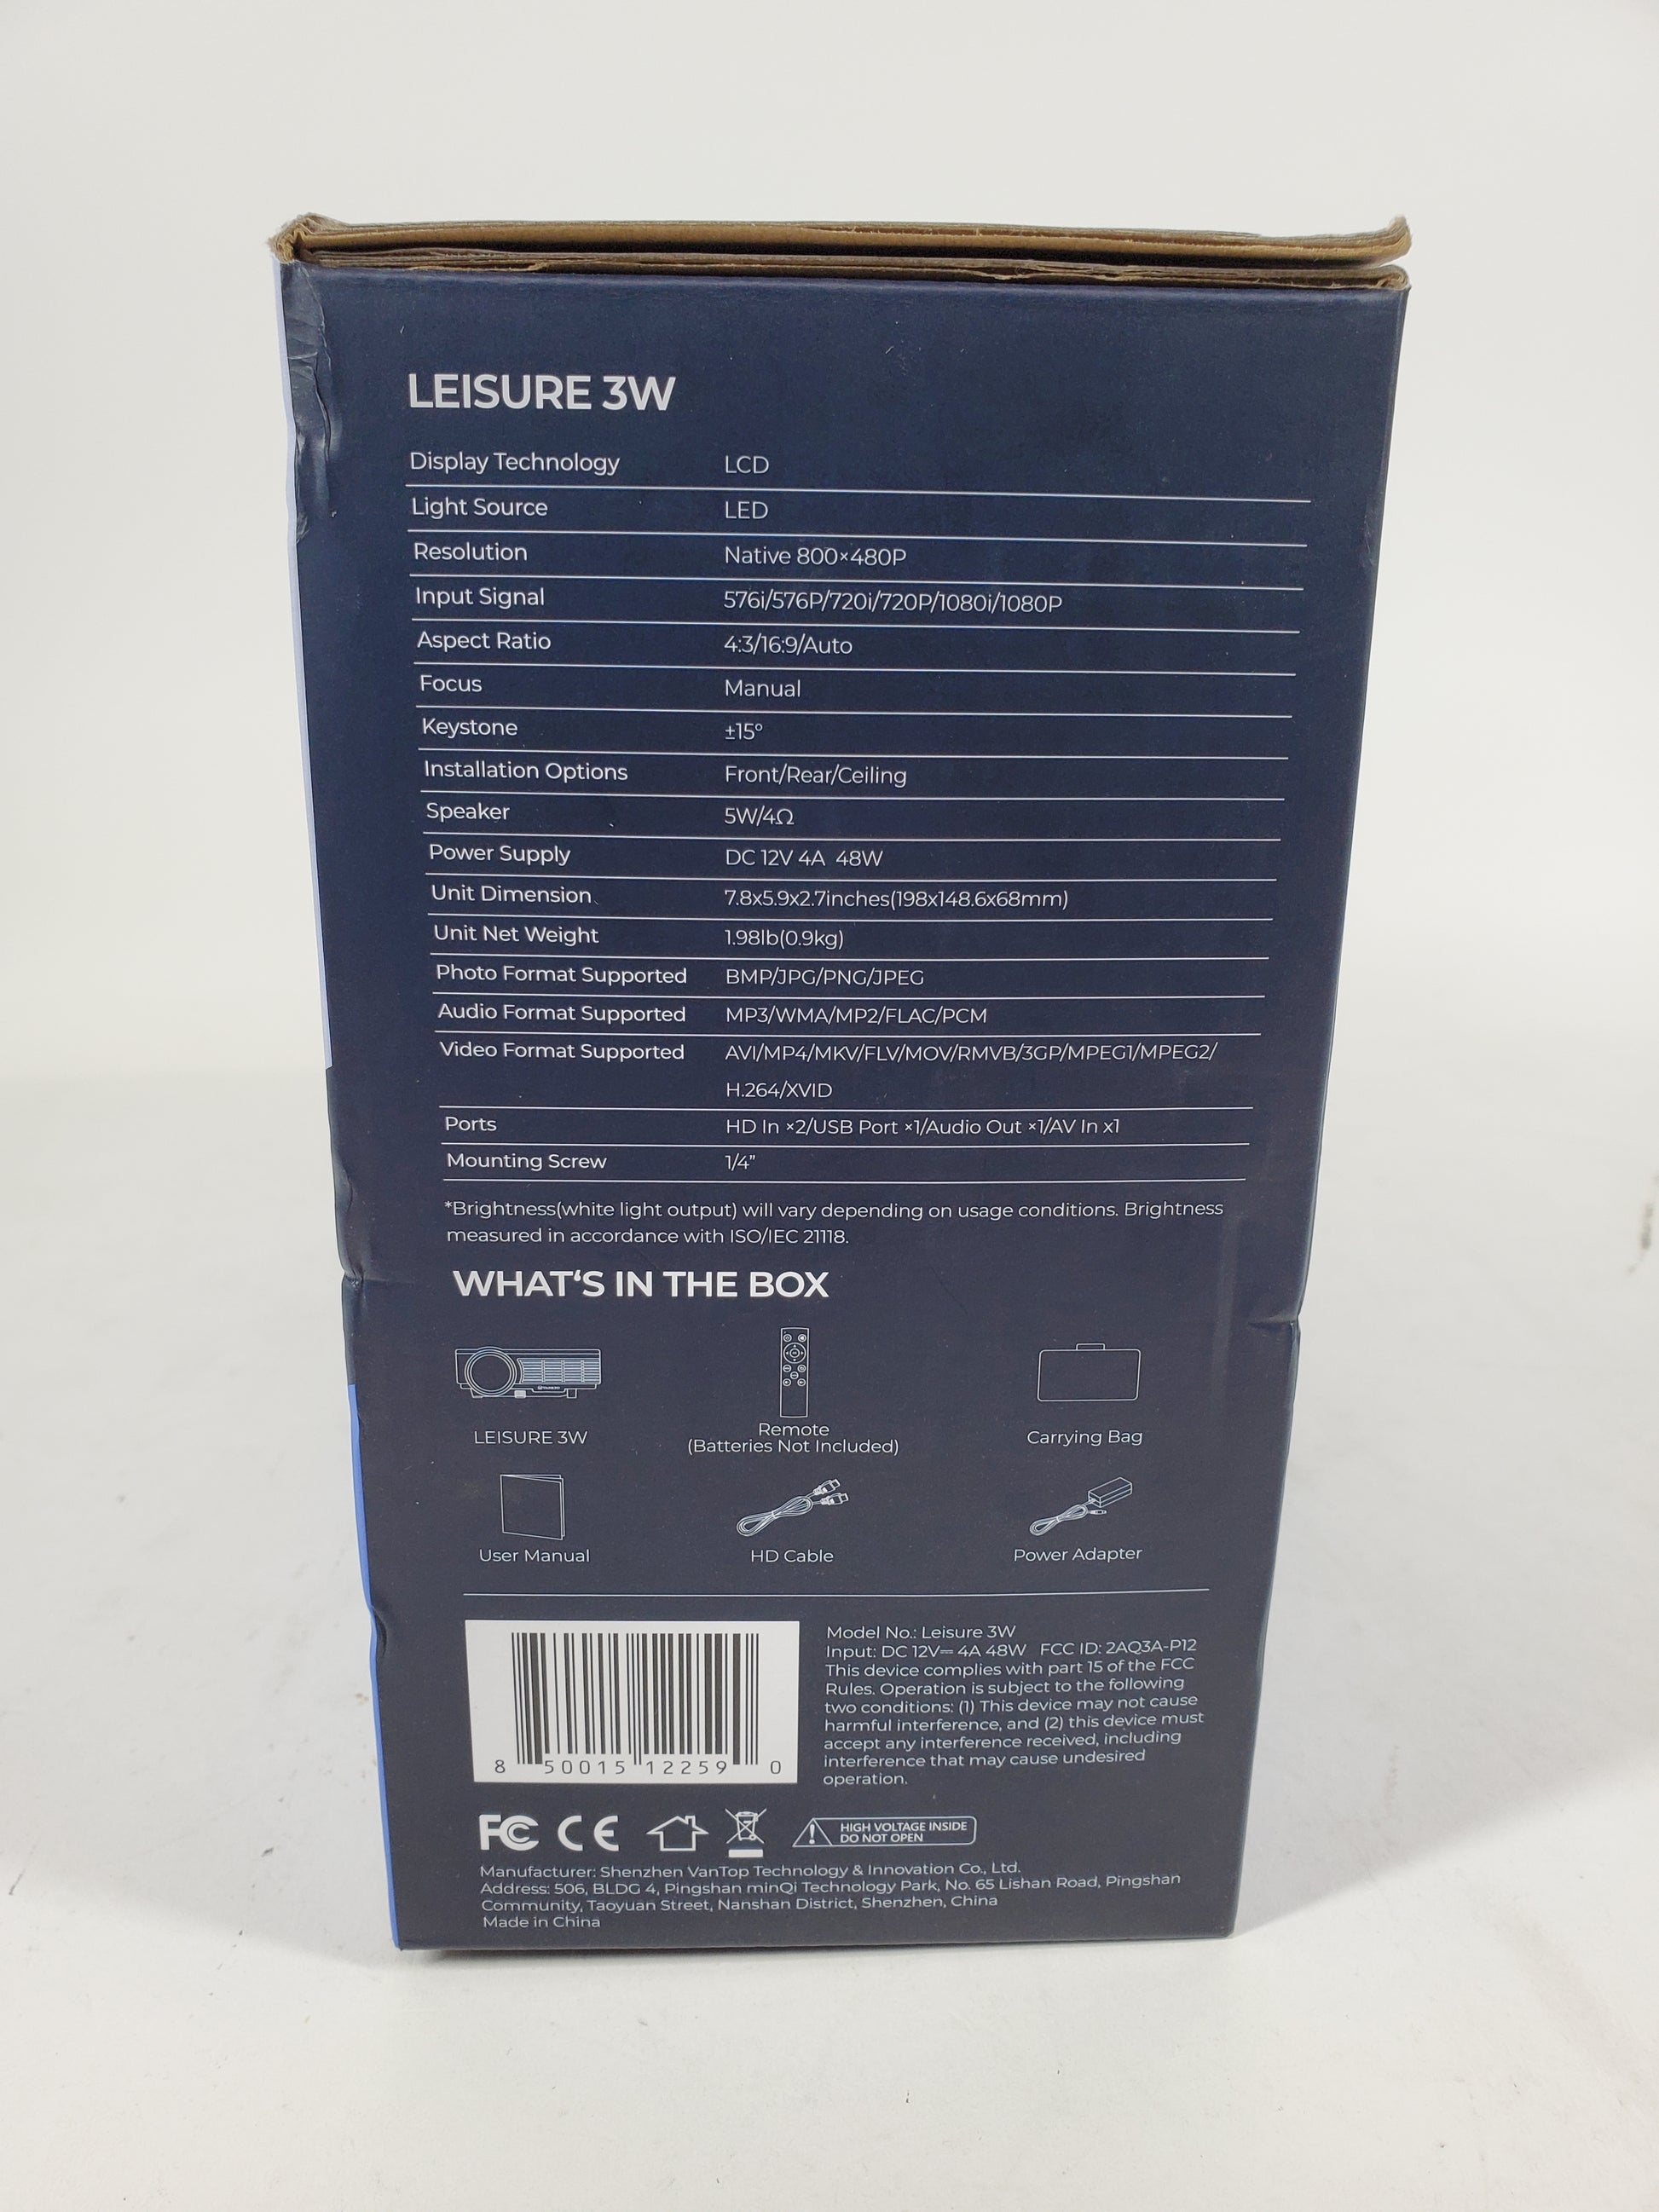 LEISURE 3W
Display Technology LCD
Light Source LED
Resolution Native 800×480P
Input Signal 576i/576P/720i/720P/1080i/1080P
Aspect Ratio 4:3/16:9/Auto
Focus Manual
Keystone ±15°
Installation Options Front/Rear/Ceiling
Speaker 5W/4Ω
Power Supply DC 12V 4A 48W
Unit Dimension 7.8x5.9x2.7inches(198x148.6x68mm)
Unit Net Weight 1.98lb(0.9kg)
Photo Format Supported BMP/JPG/PNG/JPEG
Audio Format Supported MP3/WMA/MP2/FLAC/PCM
Video Format Supported AVI/MP4/MKV/FLV/MOV/RMVB/3GP/MPEG1/MPEG2/
H.264/XVID
Ports HD In ×2/USB Port ×1/Audio Out ×1/AV In x1
Mounting Screw 1/4"
*Brightness(white light output) will vary depending on usage conditions. Brightness
measured in accordance with ISO/IEC 21118.
WHAT‘S IN THE BOX
LEISURE 3W
Remote
(Batteries Not Included)
Carrying Bag
User Manual
HD Cable
Power Adapter
8 50015 12259 0
Model No.: Leisure 3W
Input: DC 12V⎓ 4A 48W FCC ID: 2AQ3A-P12
This device complies with part 15 of the FCC
Rules. Operation is subject to the following
two conditions: (1) This device may not cause
harmful interference, and (2) this device must
accept any interference received, including
interference that may cause undesired
operation.
FC CE
HIGH VOLTAGE INSIDE
DO NOT OPEN
Manufacturer: Shenzhen VanTop Technology & Innovation Co., Ltd.
Address: 506, BLDG 4, Pingshan minQi Technology Park, No. 65 Lishan Road, Pingshan
Community, Taoyuan Street, Nanshan District, Shenzhen, China
Made in China